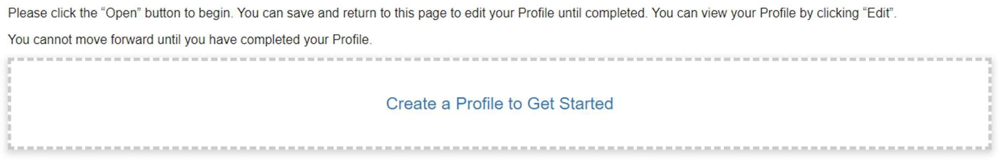 Please click the “Open” button to begin. You can save and return to this page to edit your Profile until completed. You can view your Profile by clicking “Edit”.
You cannot move forward until you have completed your Profile.
Create a Profile to Get Started